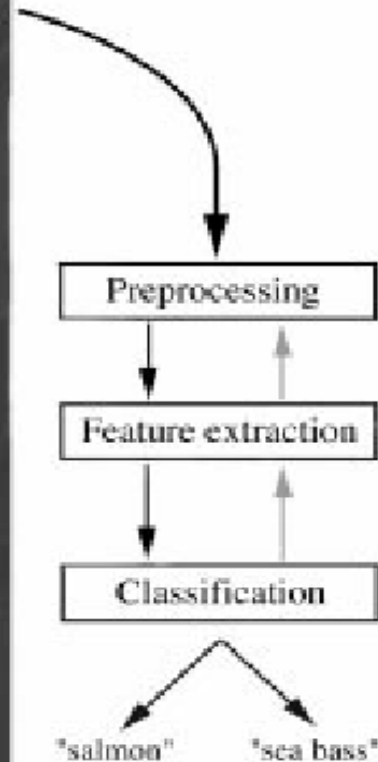 Preprocessing
Feature extraction
Classification
"salmon" "sea bass"